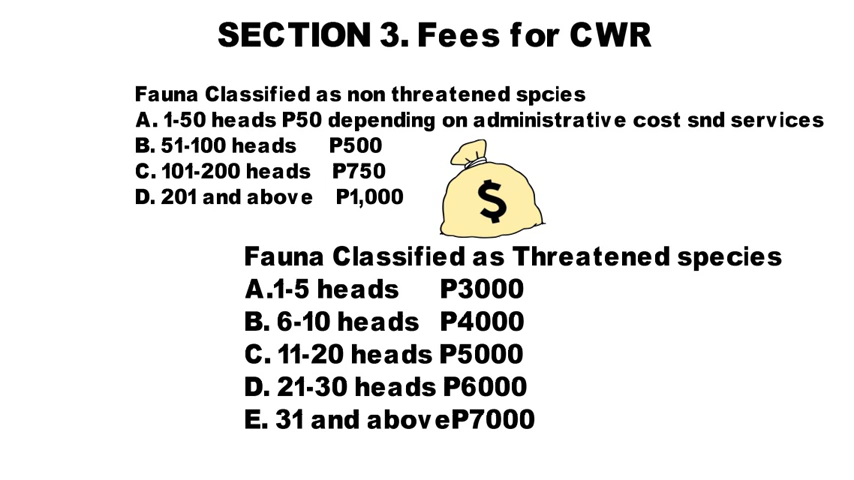 SECTION 3. Fees for CWR
Fauna Classified as non threatened spcies
A. 1-50 heads P50 depending on administrative cost snd services
B. 51-100 heads P500
C. 101-200 heads P750
D. 201 and above P1,000
$
Fauna Classified as Threatened species
A.1-5 heads P3000
B. 6-10 heads P4000
C. 11-20 heads P5000
D. 21-30 heads P6000
E. 31 and aboveP7000